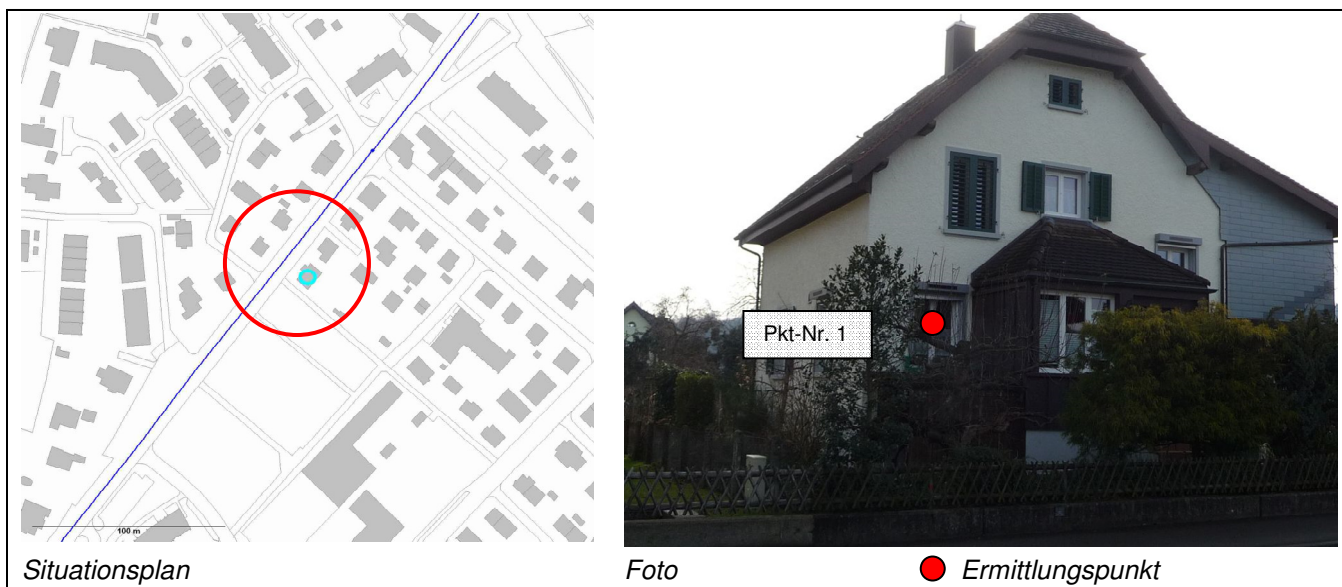 100 m
Pkt-Nr. 1
Situationsplan
Foto
Ermittlungspunkt